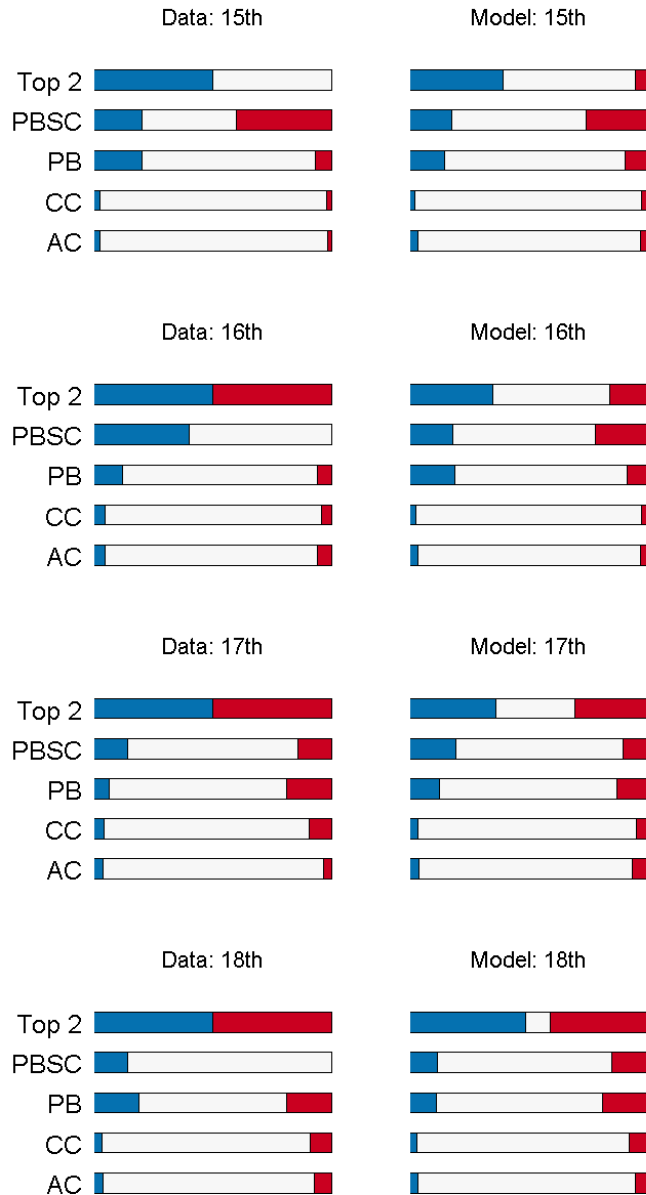 Data: 15th Model: 15th
Top 2
PBSC
PB
CC
AC
Data: 16th Model: 16th
Top 2
PBSC
PB
CC
AC
Data: 17th Model: 17th
Top 2
PBSC
PB
CC
AC
Data: 18th Model: 18th
Top 2
PBSC
PB
CC
AC